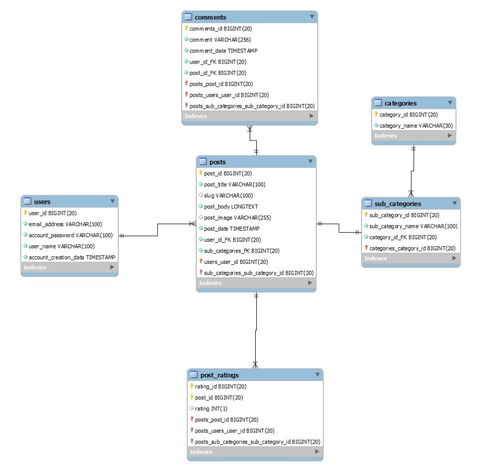 comments
comments_id BIGINT(20)
comment VARCHAR(256)
comment_date TIMESTAMP
user_id_FK BIGINT(20)
post_id_FK BIGINT(20)
posts_post_id BIGINT(20)
posts_users_user_id BIGINT(20)
posts_sub_categories_sub_category_id BIGINT(20)
Indexes
categories
category_id BIGINT(20)
category_name VARCHAR(30)
Indexes
posts
post_id BIGINT(20)
post_title VARCHAR(100)
slug VARCHAR(100)
post_body LONGTEXT
post_image VARCHAR(255)
post_date TIMESTAMP
user_id_FK BIGINT(20)
sub_categories_FK BIGINT(20)
users_user_id BIGINT(20)
sub_categories_sub_category_id BIGINT(20)
Indexes
users
user_id BIGINT(20)
email_address VARCHAR(100)
account_password VARCHAR(100)
user_name VARCHAR(100)
account_creation_data TIMESTAMP
Indexes
sub_categories
sub_category_id BIGINT(20)
sub_category_name VARCHAR(100)
category_id_FK BIGINT(20)
categories_category_id BIGINT(20)
Indexes
post_ratings
rating_id BIGINT(20)
post_id BIGINT(20)
rating INT(1)
posts_post_id BIGINT(20)
posts_users_user_id BIGINT(20)
posts_sub_categories_sub_category_id BIGINT(20)
Indexes